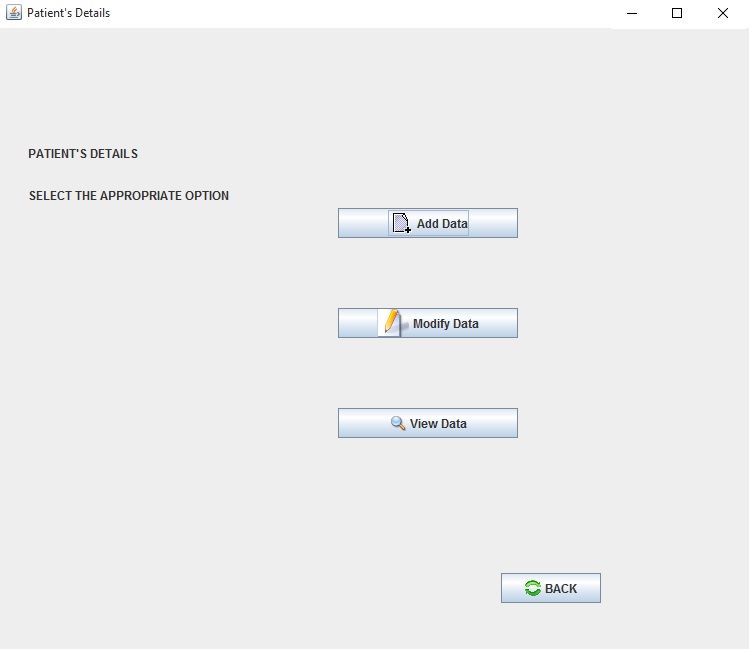 Patient's Details
PATIENT'S DETAILS
SELECT THE APPROPRIATE OPTION
Add Data
Modify Data
View Data
BACK